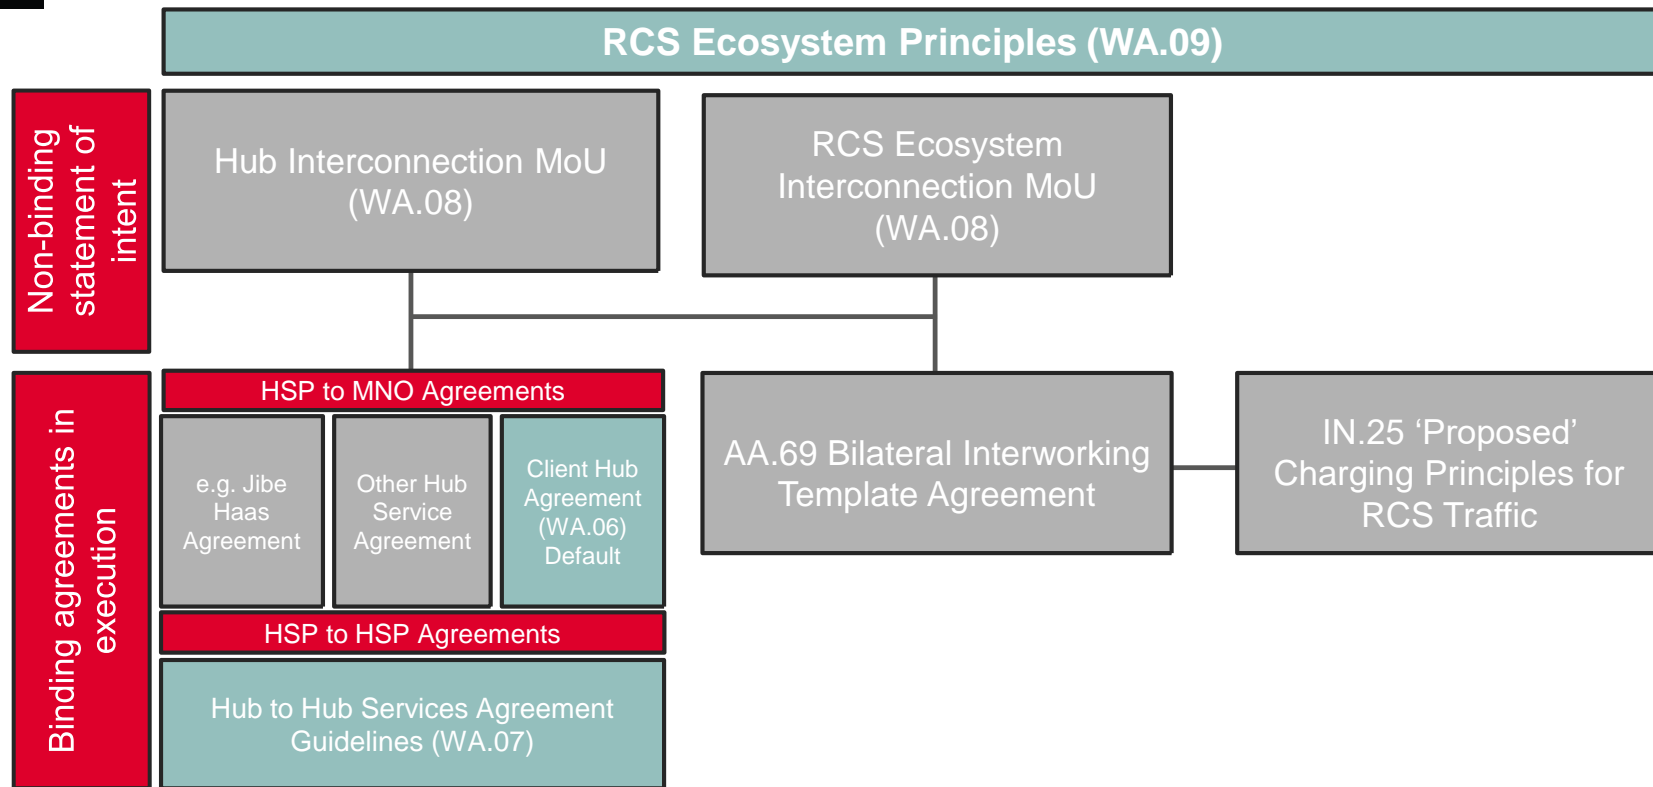 RCS Ecosystem Principles (WA.09)
Non-binding
statement of
intent
Hub Interconnection MoU
(WA.08)
RCS Ecosystem
Interconnection MoU
(WA.08)
Binding agreements in
execution
HSP to MNO Agreements
e.g. Jibe
Haas
Agreement
Other Hub
Service
Agreement
Client Hub
Agreement
(WA.06)
Default
HSP to HSP Agreements
Hub to Hub Services Agreement
Guidelines (WA.07)
AA.69 Bilateral Interworking
Template Agreement
IN.25 ‘Proposed’
Charging Principles for
RCS Traffic